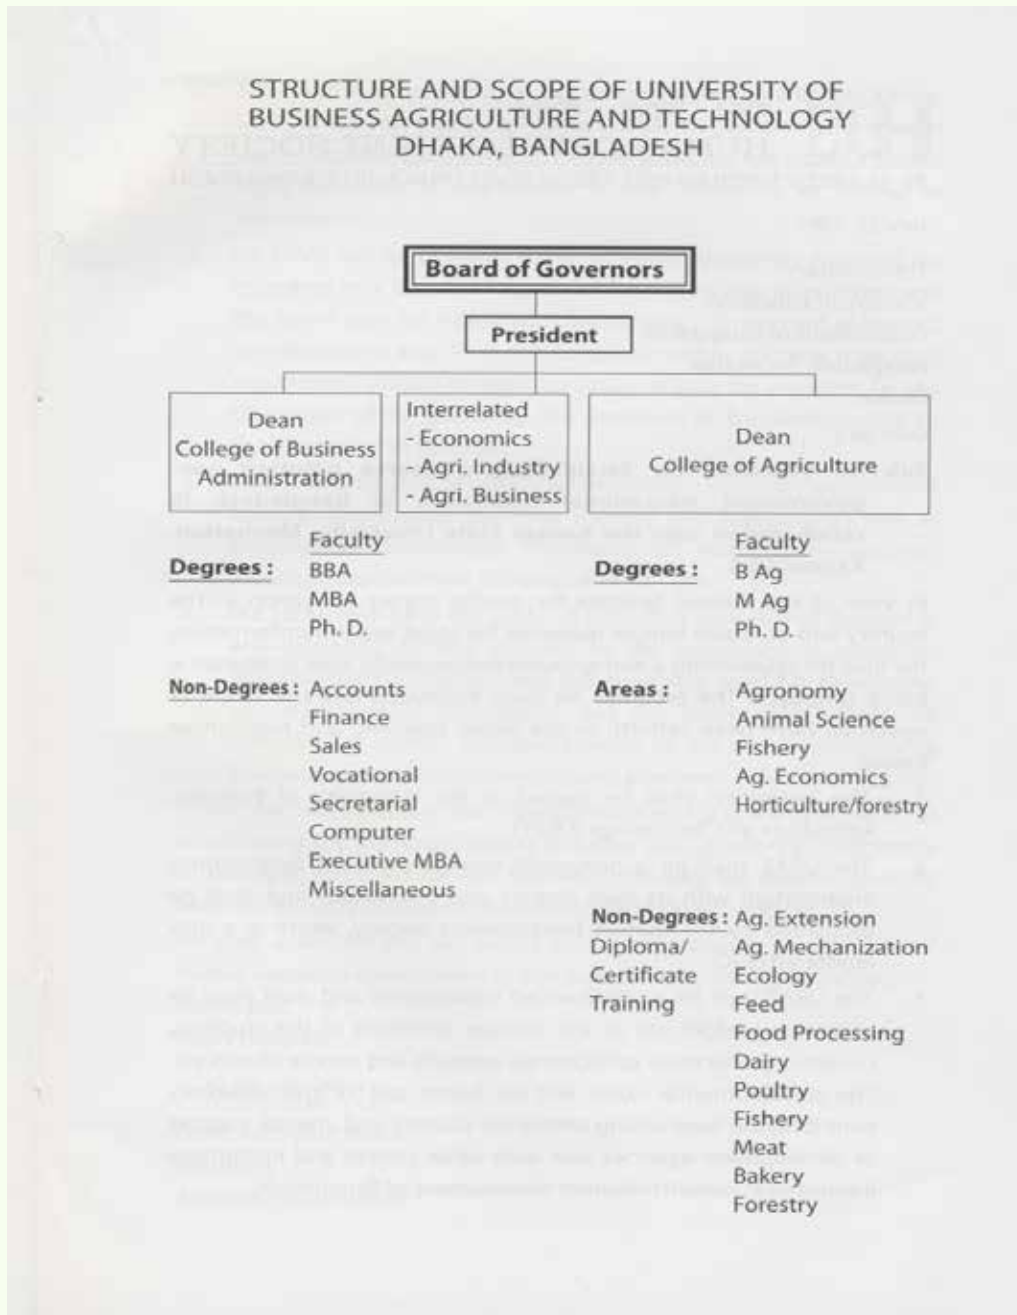 STRUCTURE AND SCOPE OF UNIVERSITY OF
BUSINESS AGRICULTURE AND TECHNOLOGY
DHAKA, BANGLADESH
Board of Governors
President
Dean
College of Business
Administration
Interrelated
- Economics
- Agri. Industry
- Agri. Business
Dean
College of Agriculture
Faculty
Degrees : BBA
MBA
Ph. D.
Non-Degrees : Accounts
Finance
Sales
Vocational
Secretarial
Computer
Executive MBA
Miscellaneous
Faculty
Degrees : B Ag
M Ag
Ph. D.
Areas : Agronomy
Animal Science
Fishery
Ag. Economics
Horticulture/forestry
Non-Degrees : Ag. Extension
Diploma/ Ag. Mechanization
Certificate Ecology
Training Feed
Food Processing
Dairy
Poultry
Fishery
Meat
Bakery
Forestry